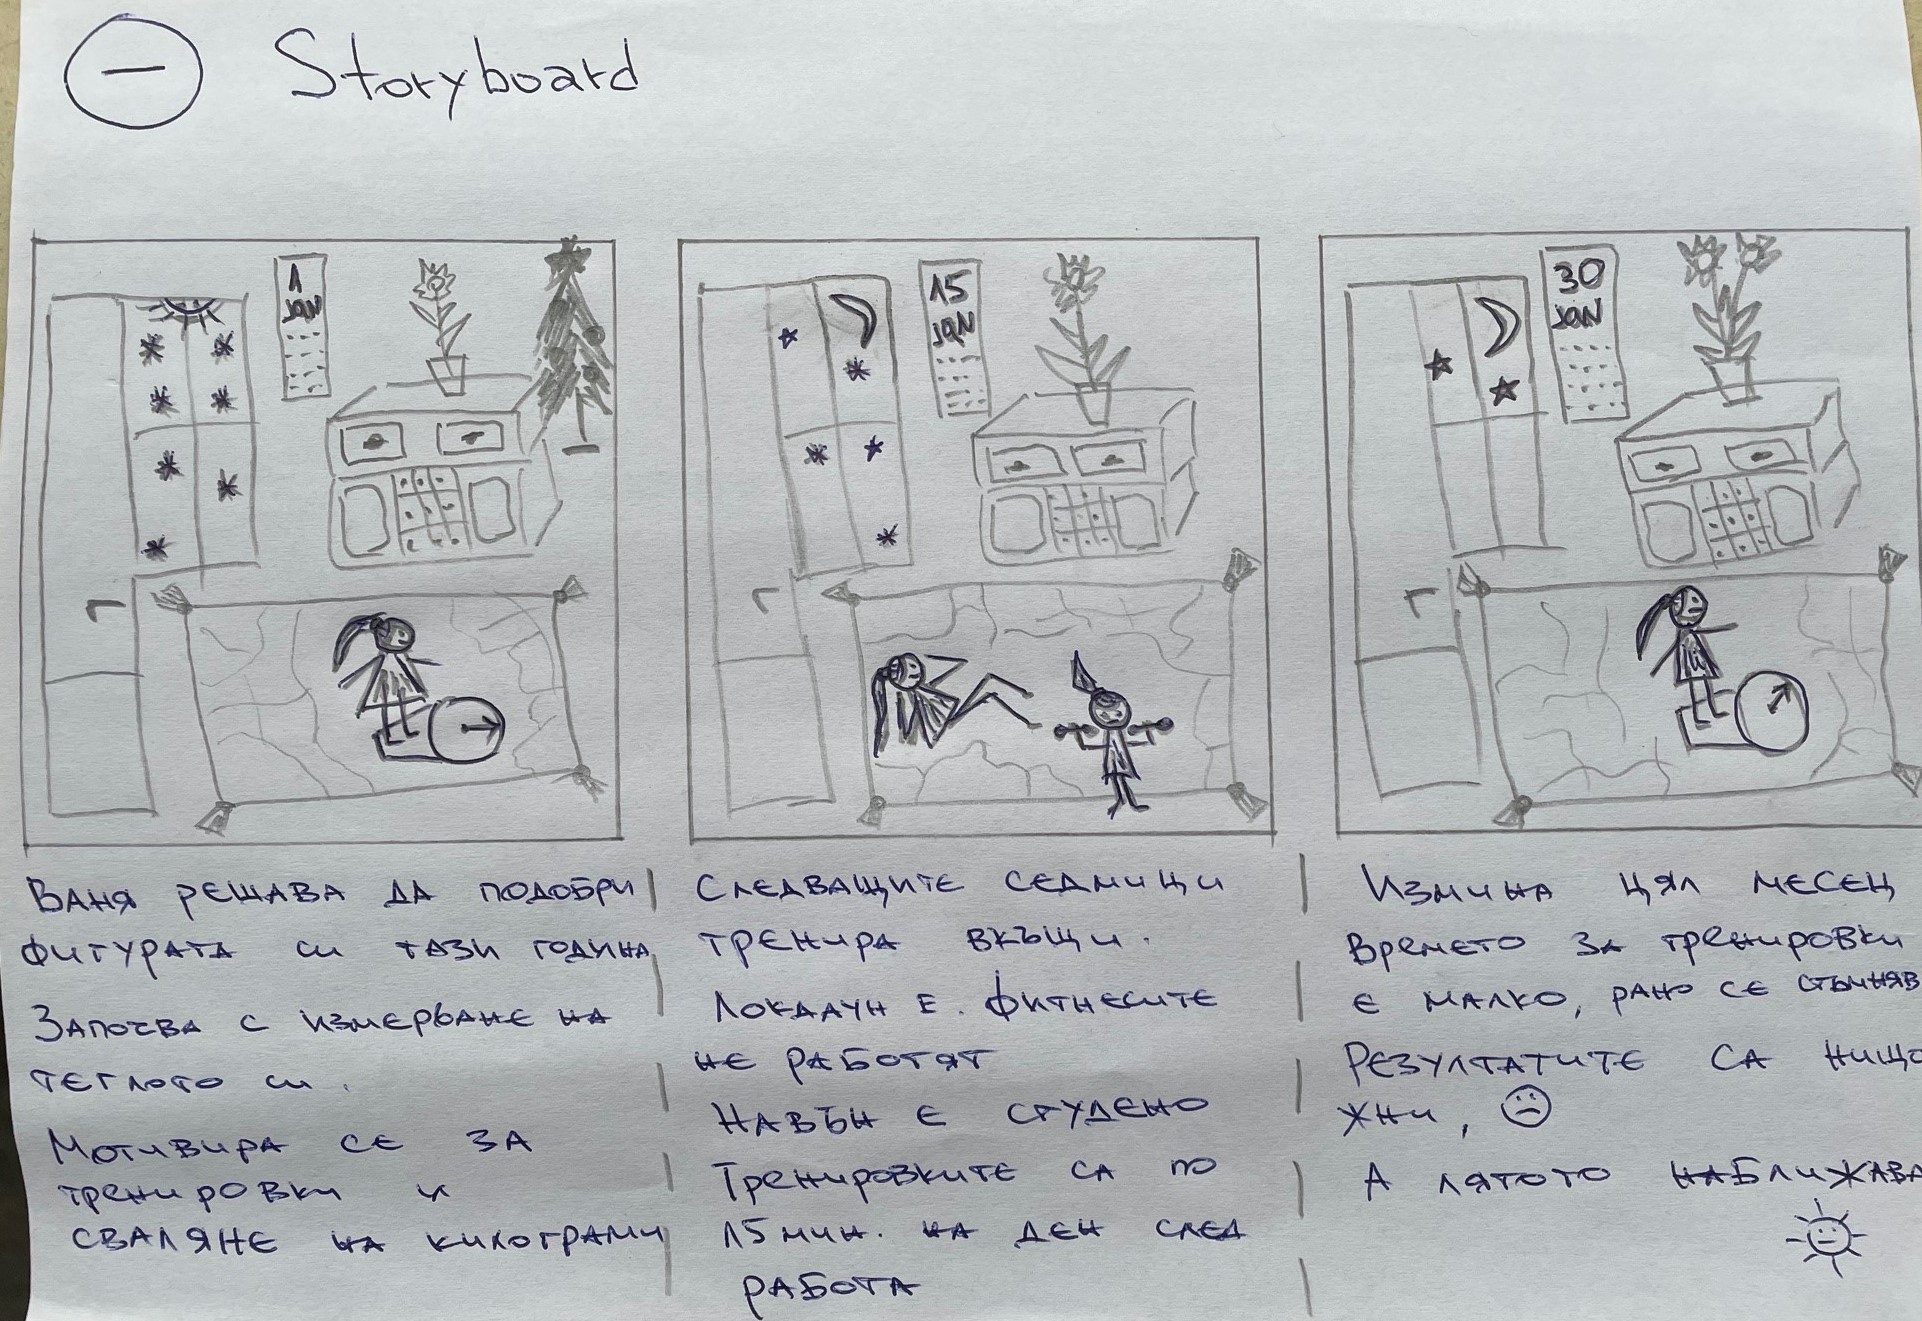 Storyboard
1
JAN
15
JAN
30
JAN
Ваня решава да подобри
фигурата си тази година
Започва с измерване на
теглото си.
Мотивира се за
тренировки и
сваляне на килограми
Следващите седмици
тренира вкъщи.
Локдаун е. Фитнесите
не работят
Навън е студено
Тренировките са по
15 мин. на ден след
работа
Измина цял месец
Времето за тренировки
е малко, рано се стъмняв
Резултатите са нищо
жни,
А лятото наближава